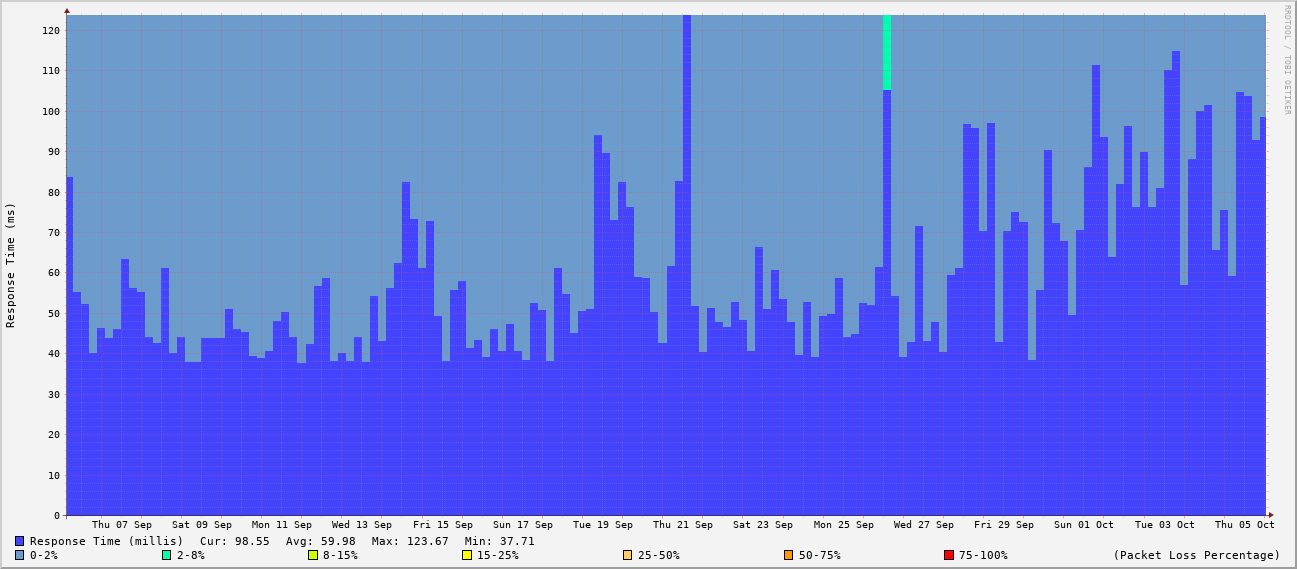 RRDTOOL / TOBI OETIKER
Response Time (ms)
120
110
100
90
80
70
60
50
40
30
20
10
0
Thu 07 Sep Sat 09 Sep Mon 11 Sep Wed 13 Sep Fri 15 Sep Sun 17 Sep Tue 19 Sep Thu 21 Sep Sat 23 Sep Mon 25 Sep Wed 27 Sep Fri 29 Sep Sun 01 Oct Tue 03 Oct Thu 05 Oct
Response Time (millis) Cur: 98.55 Avg: 59.98 Max: 123.67 Min: 37.71
0-2% 2-8% 8-15% 15-25% 25-50% 50-75% 75-100% (Packet Loss Percentage)